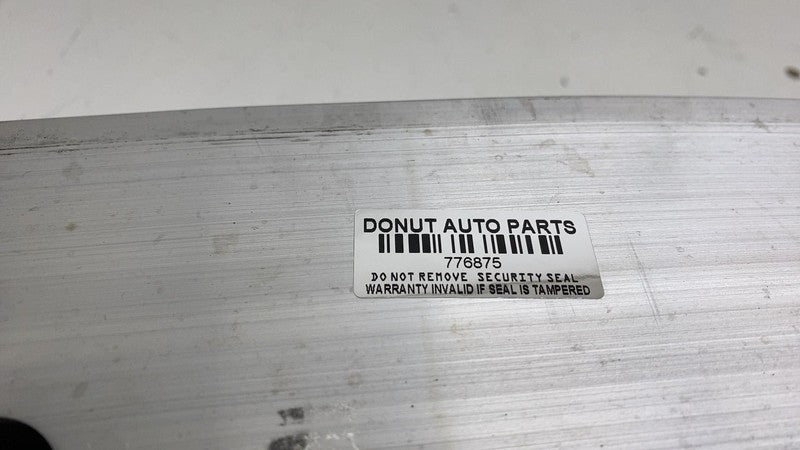 DONUT AUTO PARTS
776875
DO NOT REMOVE SECURITY SEAL
WARRANTY INVALID IF SEAL IS TAMPERED